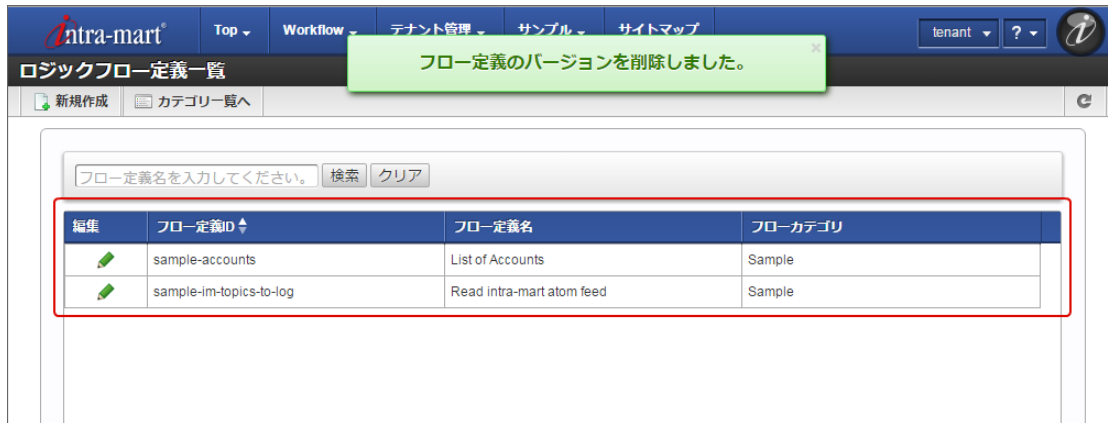 intra-mart® Top Workflow テナント管理 サンプル サイトマップ tenant ?
フロー定義のバージョンを削除しました。 ×
ロジックフロー定義一覧
新規作成 カテゴリ一覧へ
フロー定義名を入力してください。 検索 クリア
編集 フロー定義ID フロー定義名 フローカテゴリ
sample-accounts List of Accounts Sample
sample-im-topics-to-log Read intra-mart atom feed Sample